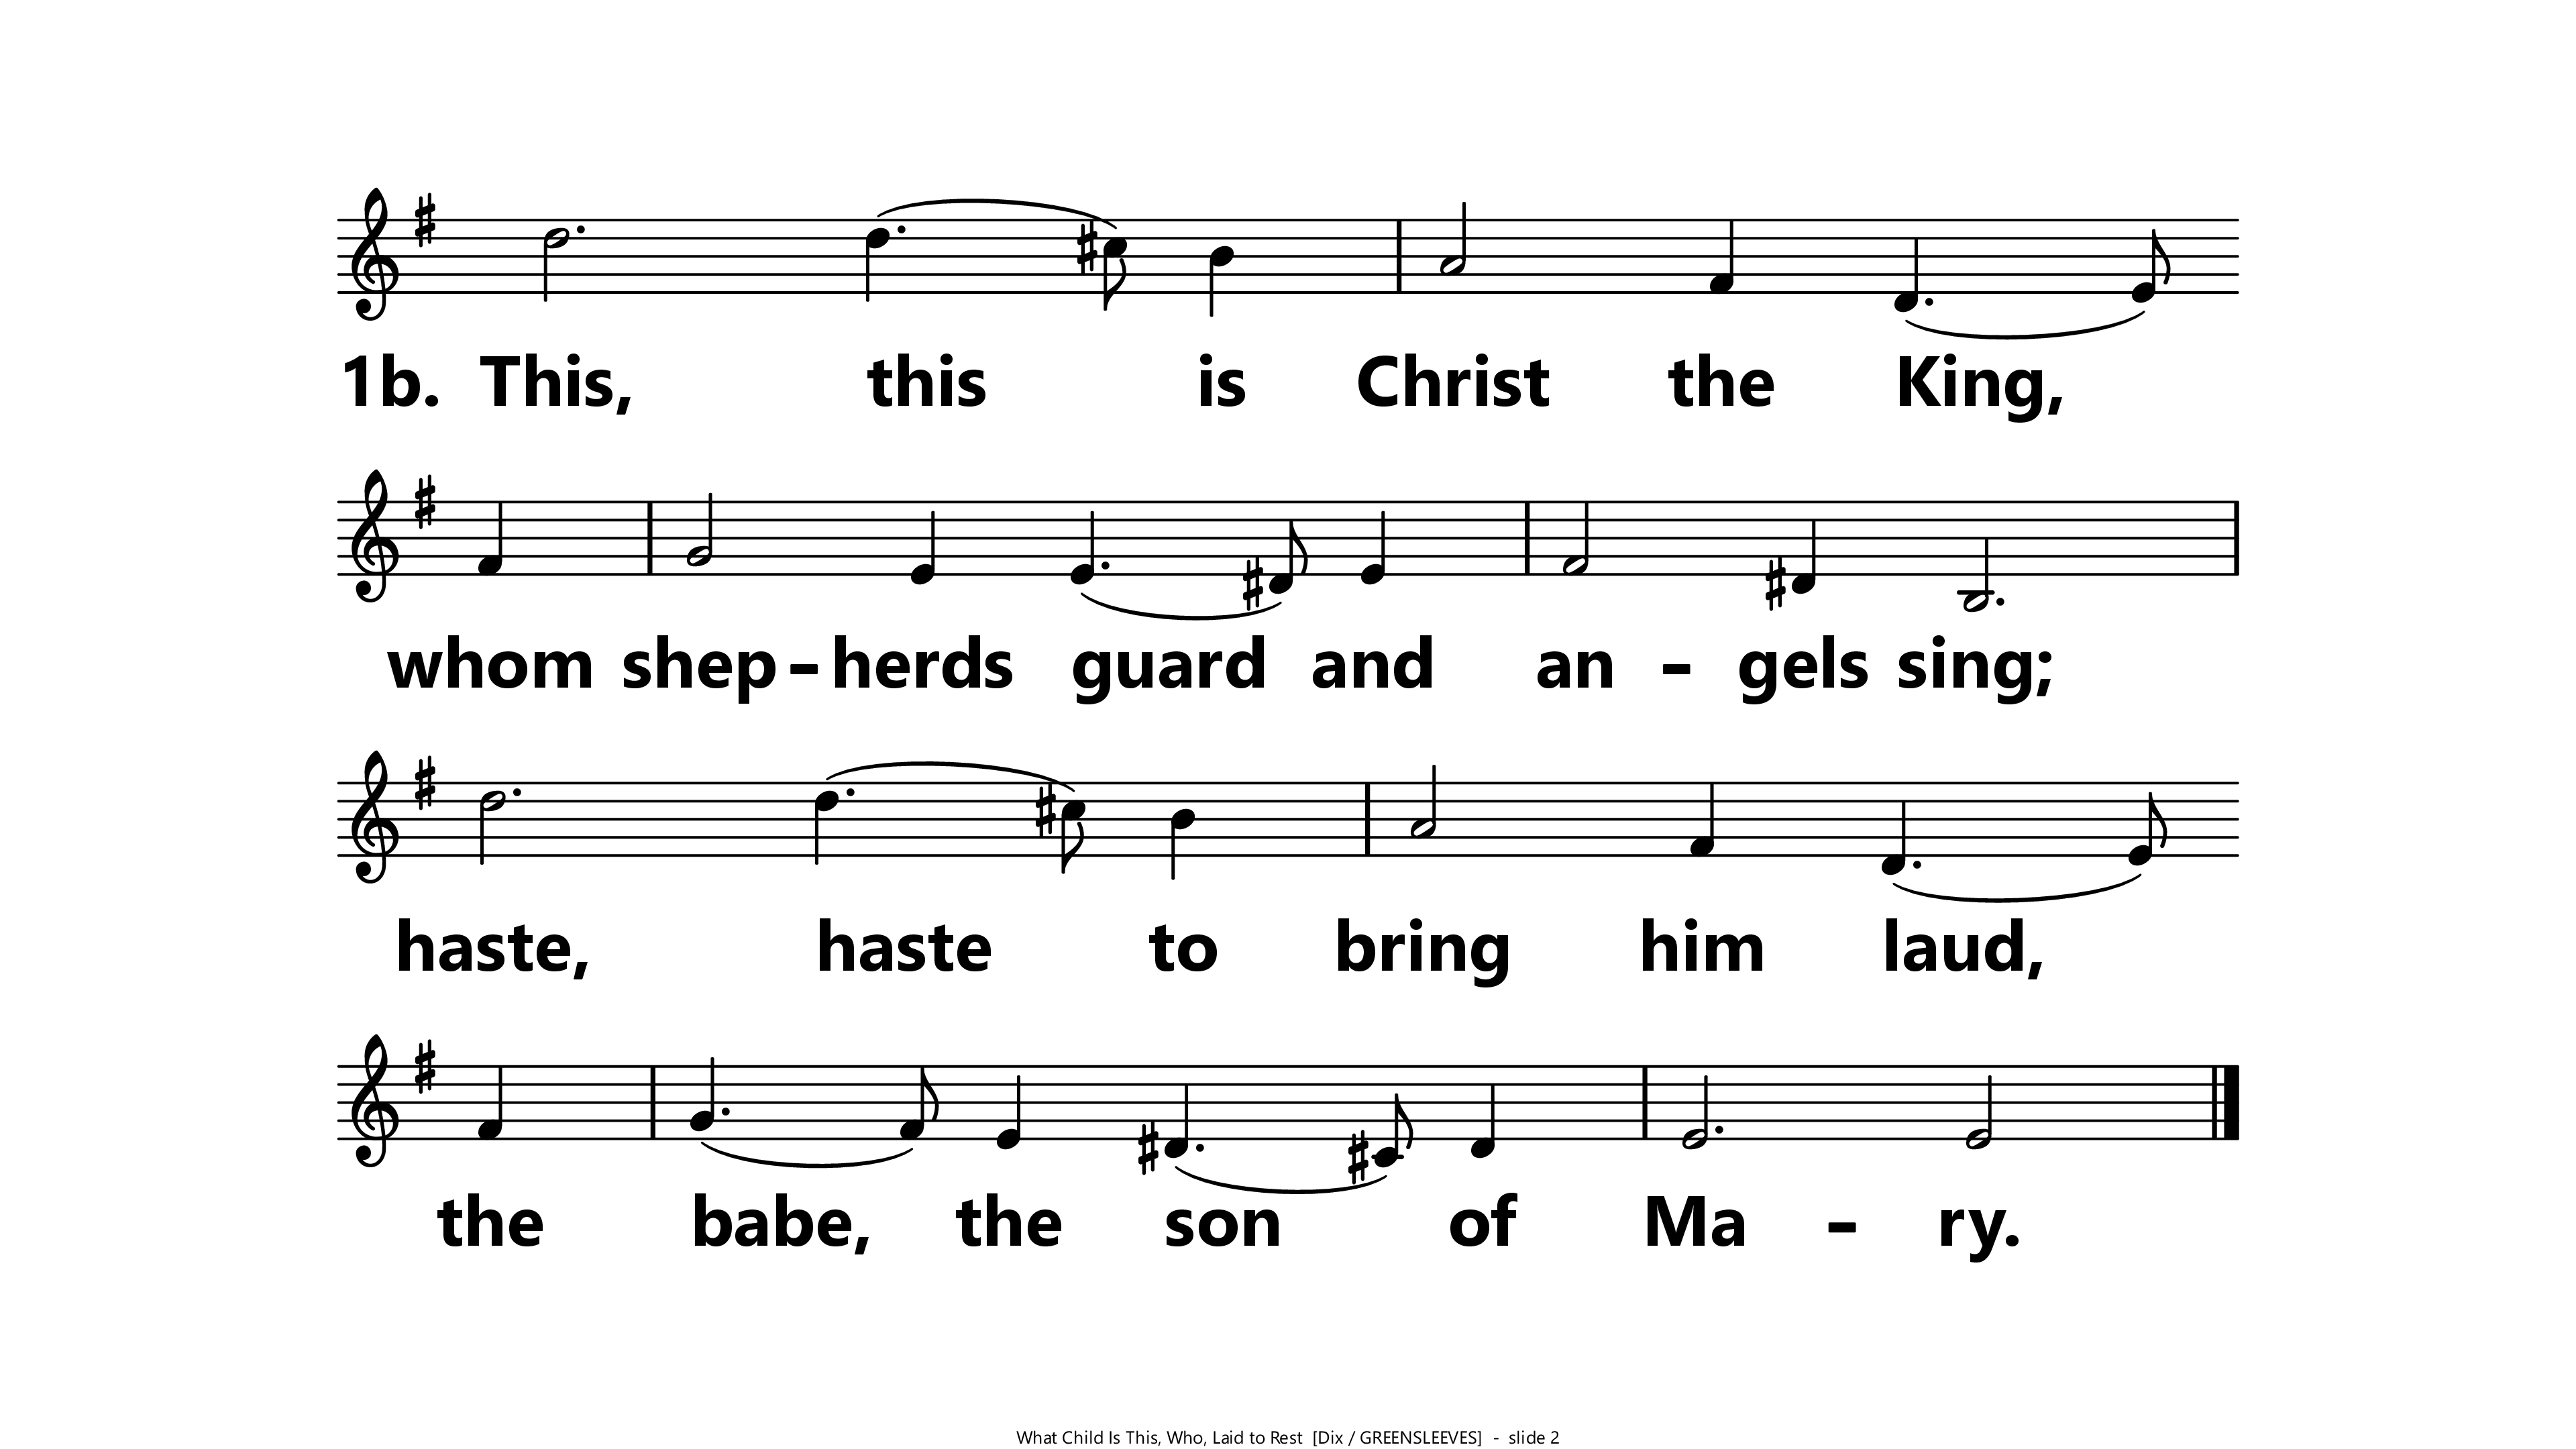 1b. This, this is Christ the King,
whom shep - herds guard and an - gels sing;
haste, haste to bring him laud,
the babe, the son of Ma - ry.
What Child Is This, Who, Laid to Rest [Dix / GREENSLEEVES] - slide 2